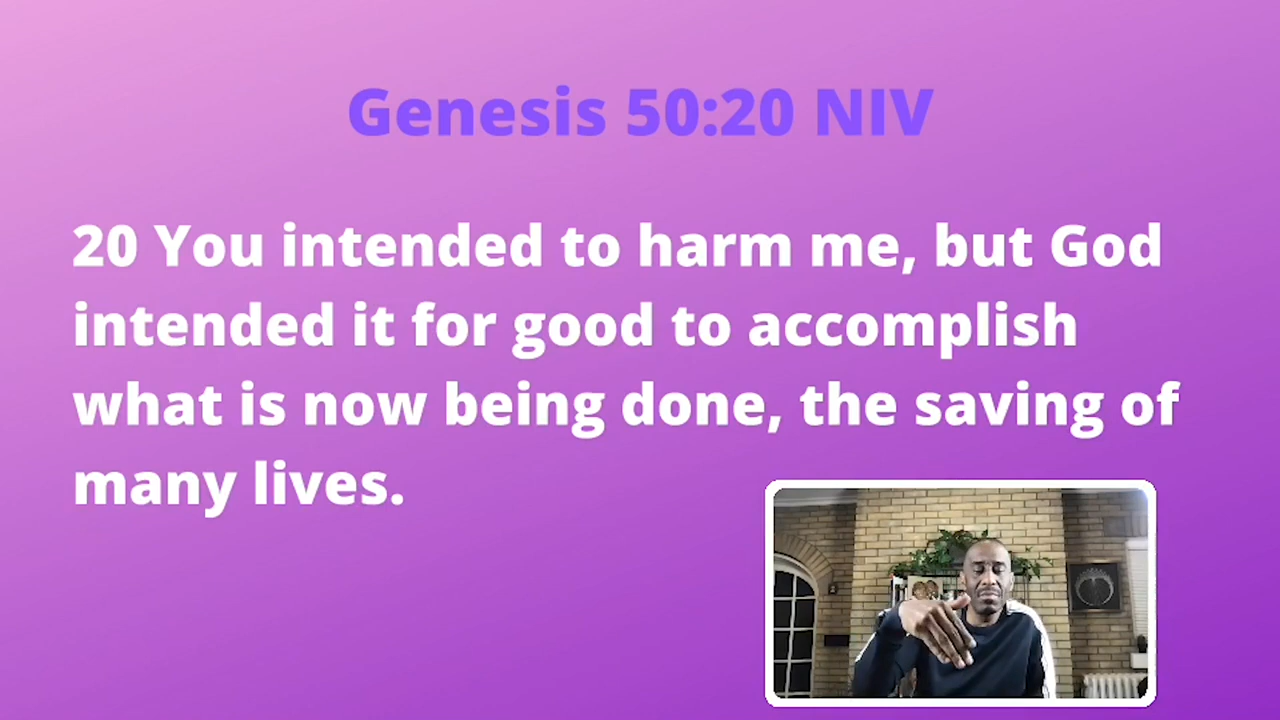 Genesis 50:20 NIV
20 You intended to harm me, but God
intended it for good to accomplish
what is now being done, the saving of
many lives.